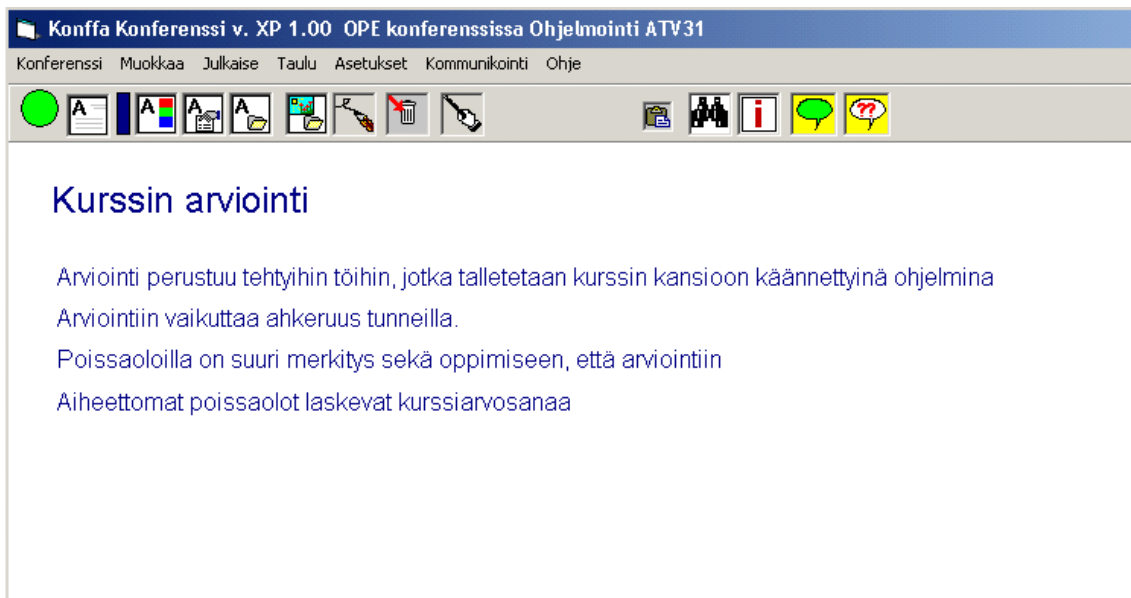 Konffa Konferenssi v. XP 1.00 OPE konferenssissa Ohjelmointi ATV31
Konferenssi Muokkaa Julkaise Taulu Asetukset Kommunikointi Ohje
A A A A i ??
Kurssin arviointi
Arviointi perustuu tehtyihin töihin, jotka talletetaan kurssin kansioon käännettyinä ohjelmina
Arviointiin vaikuttaa ahkeruus tunneilla.
Poissaoloilla on suuri merkitys sekä oppimiseen, että arviointiin
Aiheettomat poissaolot laskevat kurssiarvosanaa